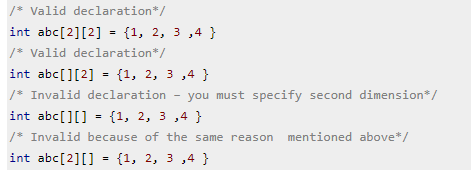 /* Valid declaration*/
int abc[2][2] = {1, 2, 3 ,4 }
/* Valid declaration*/
int abc[][2] = {1, 2, 3 ,4 }
/* Invalid declaration – you must specify second dimension*/
int abc[][] = {1, 2, 3 ,4 }
/* Invalid because of the same reason  mentioned above*/
int abc[2][] = {1, 2, 3 ,4 }